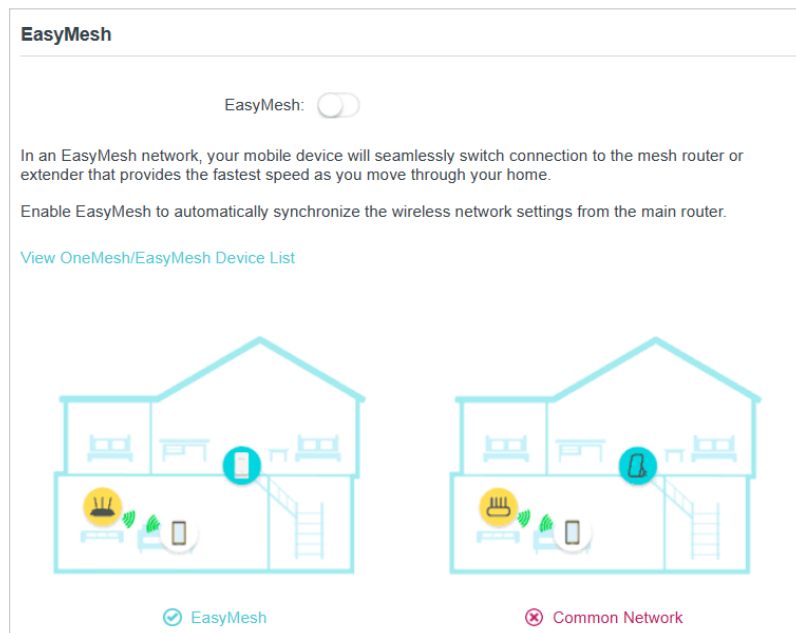 EasyMesh
EasyMesh:
In an EasyMesh network, your mobile device will seamlessly switch connection to the mesh router or
extender that provides the fastest speed as you move through your home.
Enable EasyMesh to automatically synchronize the wireless network settings from the main router.
View OneMesh/EasyMesh Device List
EasyMesh
Common Network